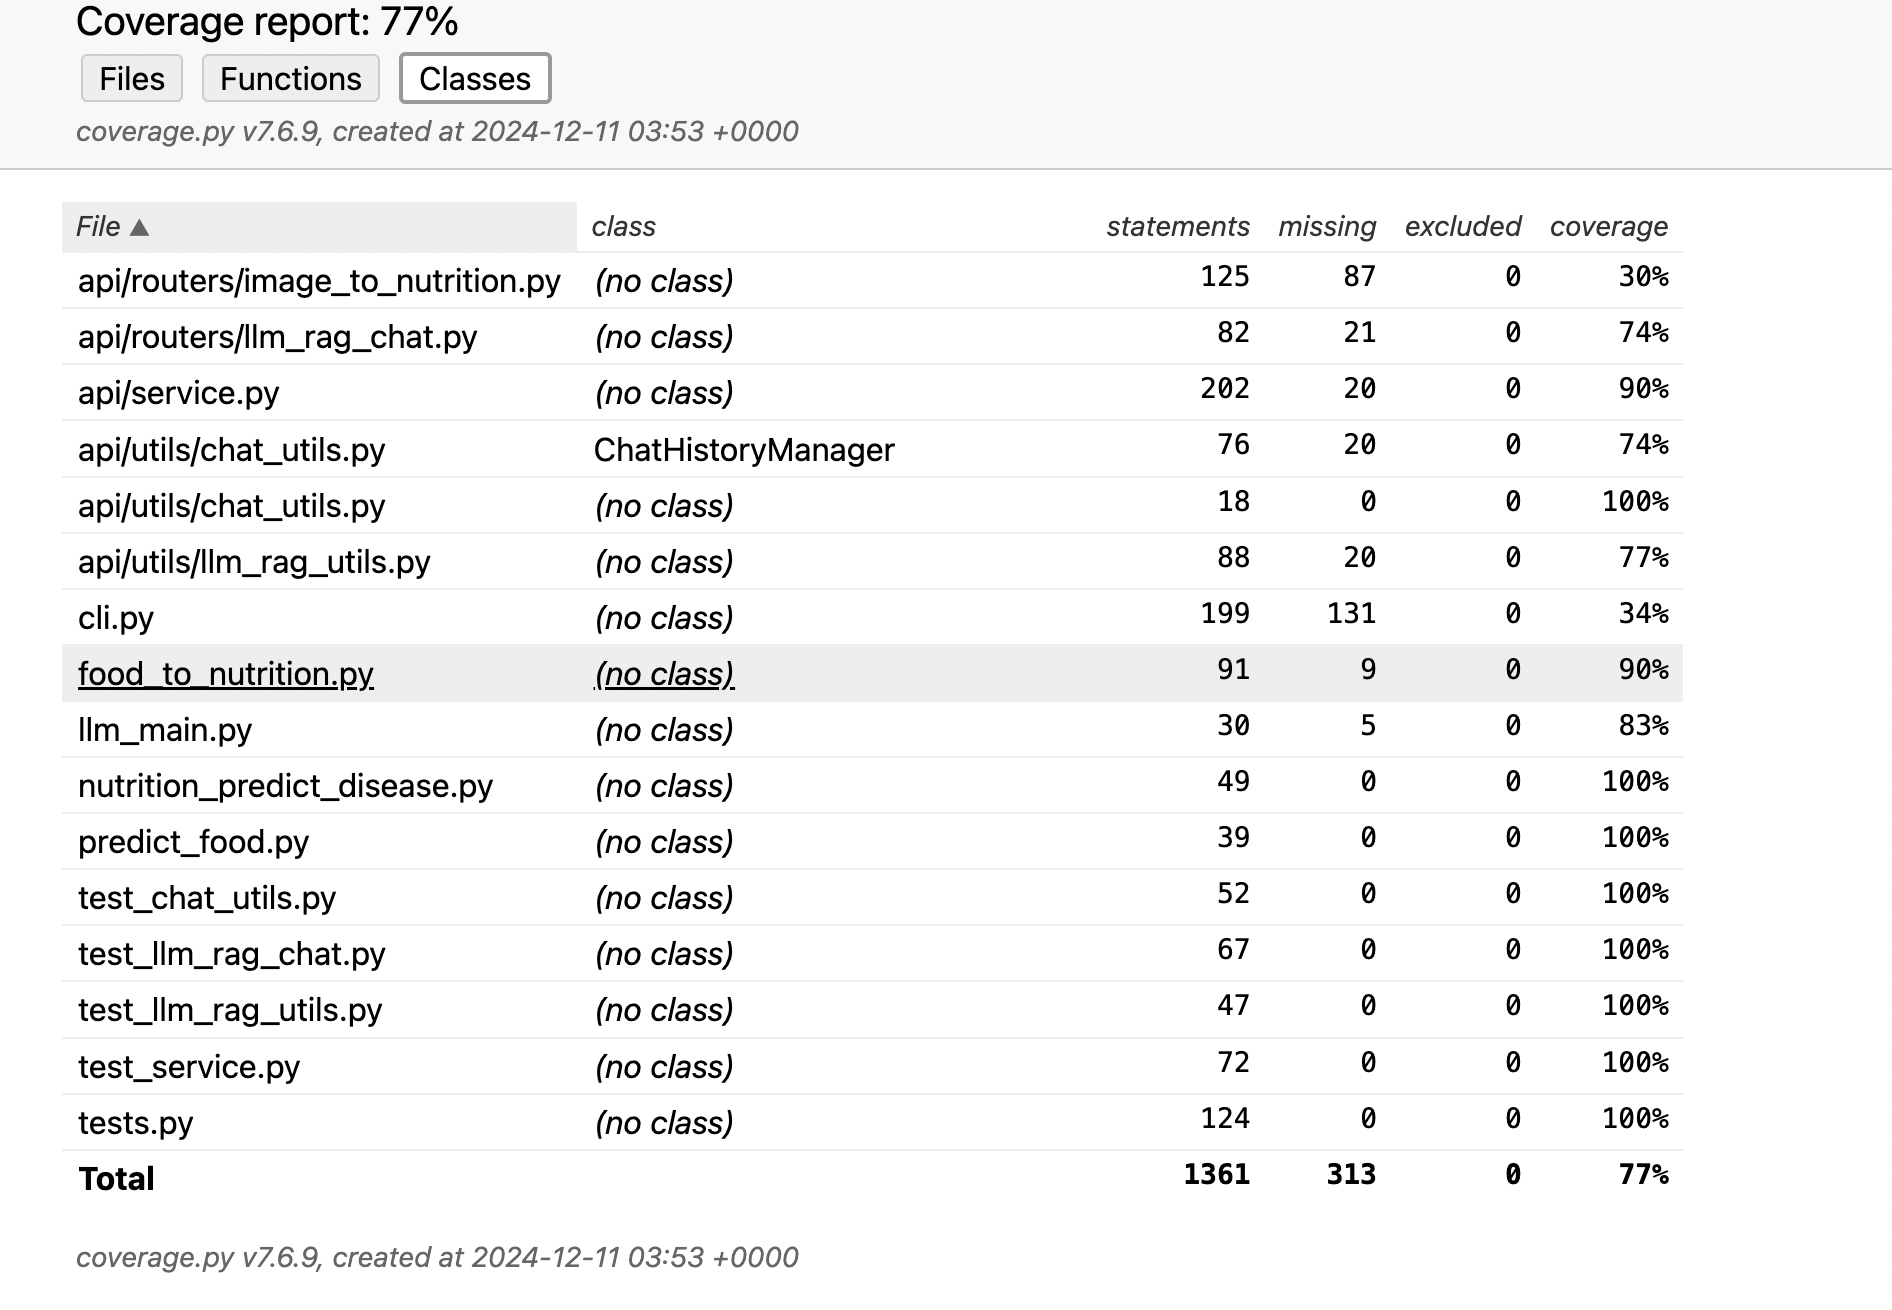 Coverage report: 77%
Files Functions Classes
coverage.py v7.6.9, created at 2024-12-11 03:53 +0000
File ▲ class statements missing excluded coverage
api/routers/image_to_nutrition.py (no class) 125 87 0 30%
api/routers/llm_rag_chat.py (no class) 82 21 0 74%
api/service.py (no class) 202 20 0 90%
api/utils/chat_utils.py ChatHistoryManager 76 20 0 74%
api/utils/chat_utils.py (no class) 18 0 0 100%
api/utils/llm_rag_utils.py (no class) 88 20 0 77%
cli.py (no class) 199 131 0 34%
food_to_nutrition.py (no class) 91 9 0 90%
llm_main.py (no class) 30 5 0 83%
nutrition_predict_disease.py (no class) 49 0 0 100%
predict_food.py (no class) 39 0 0 100%
test_chat_utils.py (no class) 52 0 0 100%
test_llm_rag_chat.py (no class) 67 0 0 100%
test_llm_rag_utils.py (no class) 47 0 0 100%
test_service.py (no class) 72 0 0 100%
tests.py (no class) 124 0 0 100%
Total 1361 313 0 77%
coverage.py v7.6.9, created at 2024-12-11 03:53 +0000